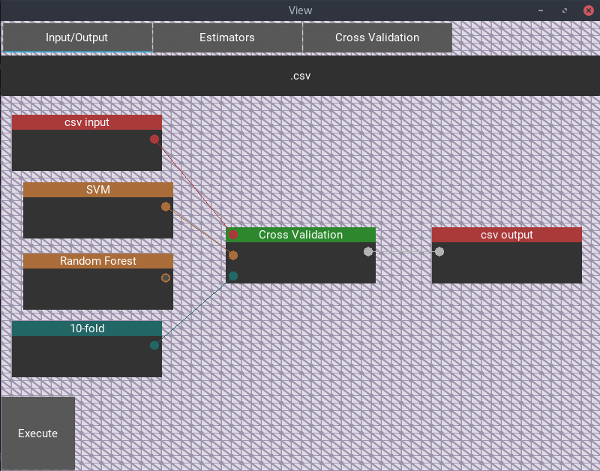 View
Input/Output
Estimators
Cross Validation
.csv
csv input
SVM
Cross Validation
csv output
Random Forest
10-fold
Execute